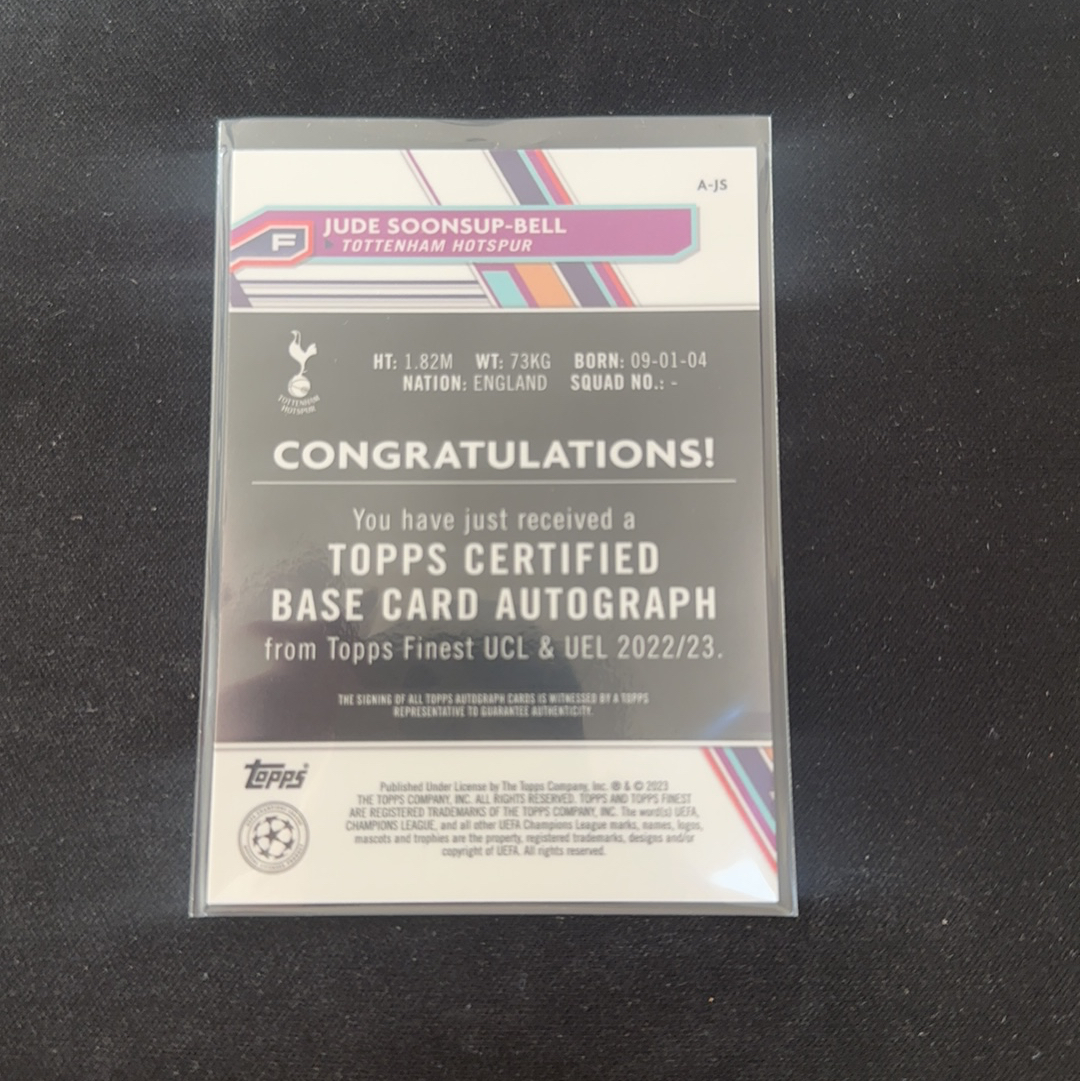 A-JS
F
JUDE SOONSUP-BELL
TOTTENHAM HOTSPUR
TOTTENHAM
HOTSPUR
HT: 1.82M WT: 73KG BORN: 09-01-04
NATION: ENGLAND SQUAD NO.: -
CONGRATULATIONS!
You have just received a
TOPPS CERTIFIED
BASE CARD AUTOGRAPH
from Topps Finest UCL & UEL 2022/23.
THE SIGNING OF ALL TOPPS AUTOGRAPH CARDS IS WITNESSED BY A TOPPS
REPRESENTATIVE TO GUARANTEE AUTHENTICITY.
topps®
Published Under License by The Topps Company, Inc. ® & © 2023
THE TOPPS COMPANY, INC. ALL RIGHTS RESERVED. TOPPS AND TOPPS FINEST
ARE REGISTERED TRADEMARKS OF THE TOPPS COMPANY, INC. The word(s) UEFA,
CHAMPIONS LEAGUE, and all other UEFA Champions League marks, names, logos,
mascots and trophies are the property, registered trademarks, designs and/or
copyright of UEFA. All rights reserved.